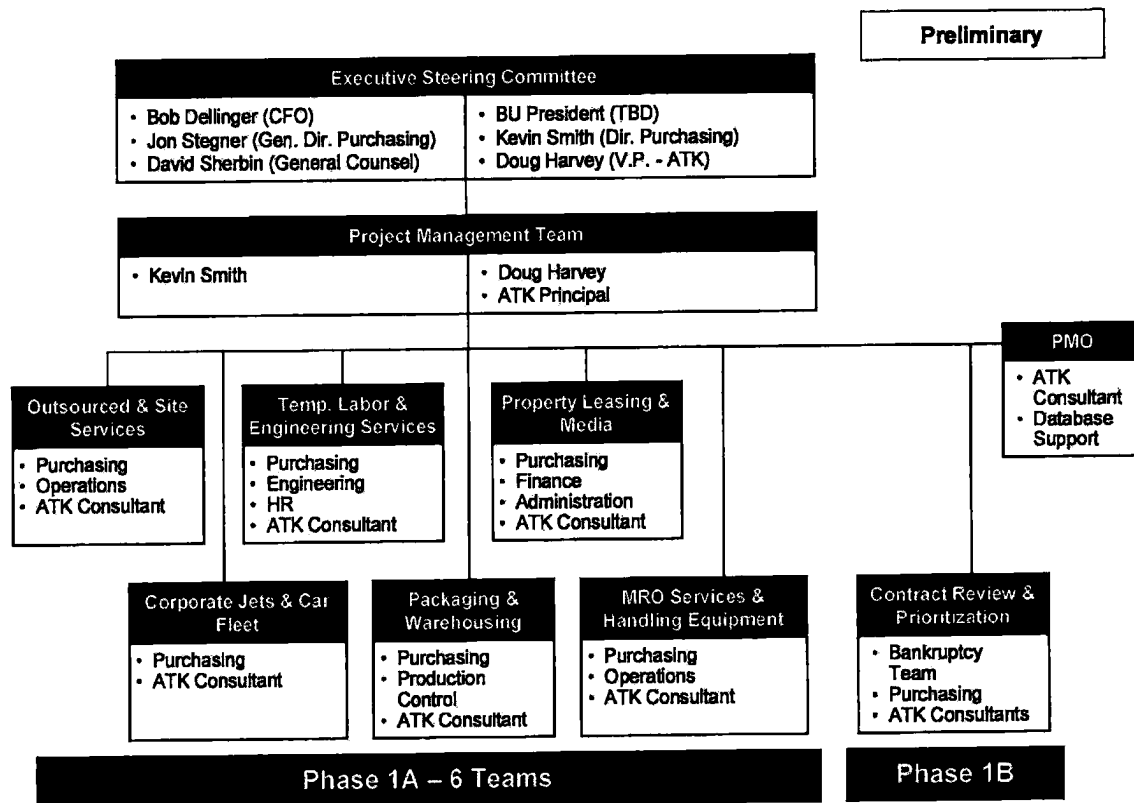 Preliminary
Executive Steering Committee
• Bob Dellinger (CFO)
• Jon Stegner (Gen. Dir. Purchasing)
• David Sherbin (General Counsel)
• BU President (TBD)
• Kevin Smith (Dir. Purchasing)
• Doug Harvey (V.P. - ATK)
Project Management Team
• Kevin Smith
• Doug Harvey
• ATK Principal
PMO
• ATK
Consultant
• Database
Support
Outsourced & Site
Services
• Purchasing
• Operations
• ATK Consultant
Temp. Labor &
Engineering Services
• Purchasing
• Engineering
• HR
• ATK Consultant
Property Leasing &
Media
• Purchasing
• Finance
• Administration
• ATK Consultant
Corporate Jets & Car
Fleet
• Purchasing
• ATK Consultant
Packaging &
Warehousing
• Purchasing
• Production
Control
• ATK Consultant
MRO Services &
Handling Equipment
• Purchasing
• Operations
• ATK Consultant
Contract Review &
Prioritization
• Bankruptcy
Team
• Purchasing
• ATK Consultants
Phase 1A – 6 Teams
Phase 1B